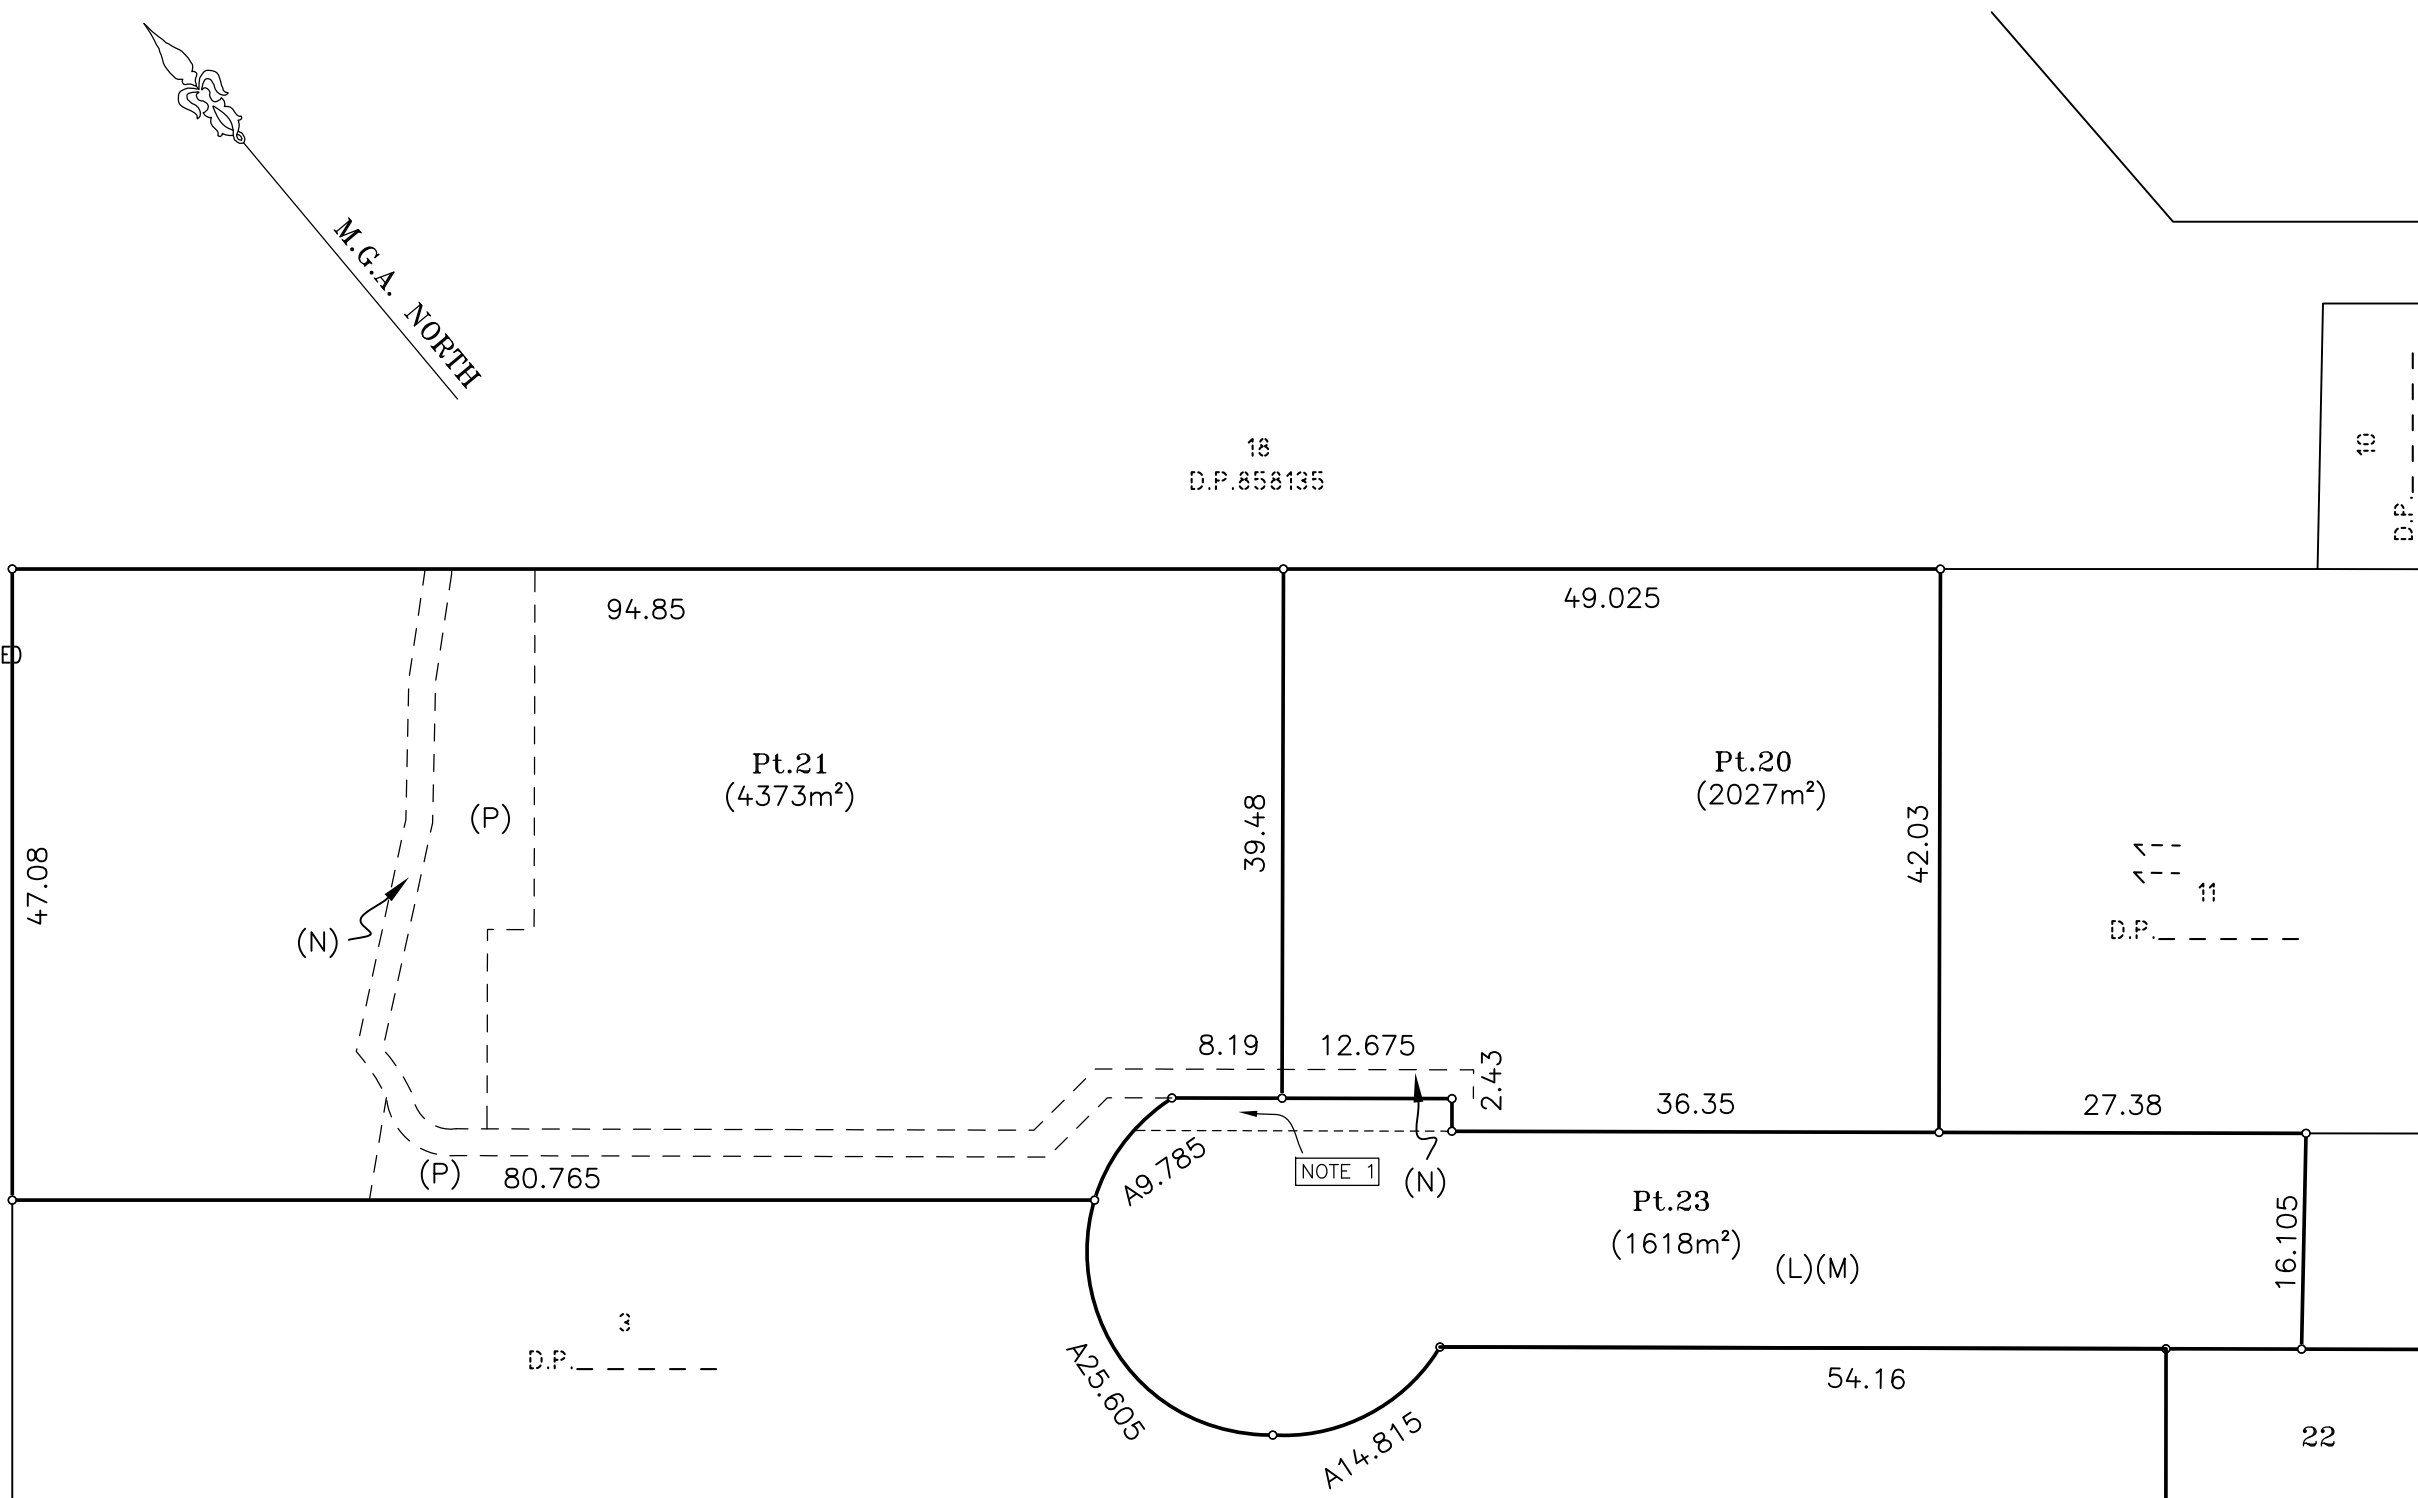 M.G.A. NORTH
18
D.P.858135
10
D.P.
94.85
49.025
ED
Pt.21
(4373m²)
Pt.20
(2027m²)
(P)
47.08
39.48
42.03
11
D.P.
(N)
8.19
12.675
2.43
36.35
27.38
A9.785
NOTE 1
(N)
(P)
80.765
Pt.23
(1618m²)
(L)(M)
16.105
3
D.P.
A25.605
54.16
A14.815
22